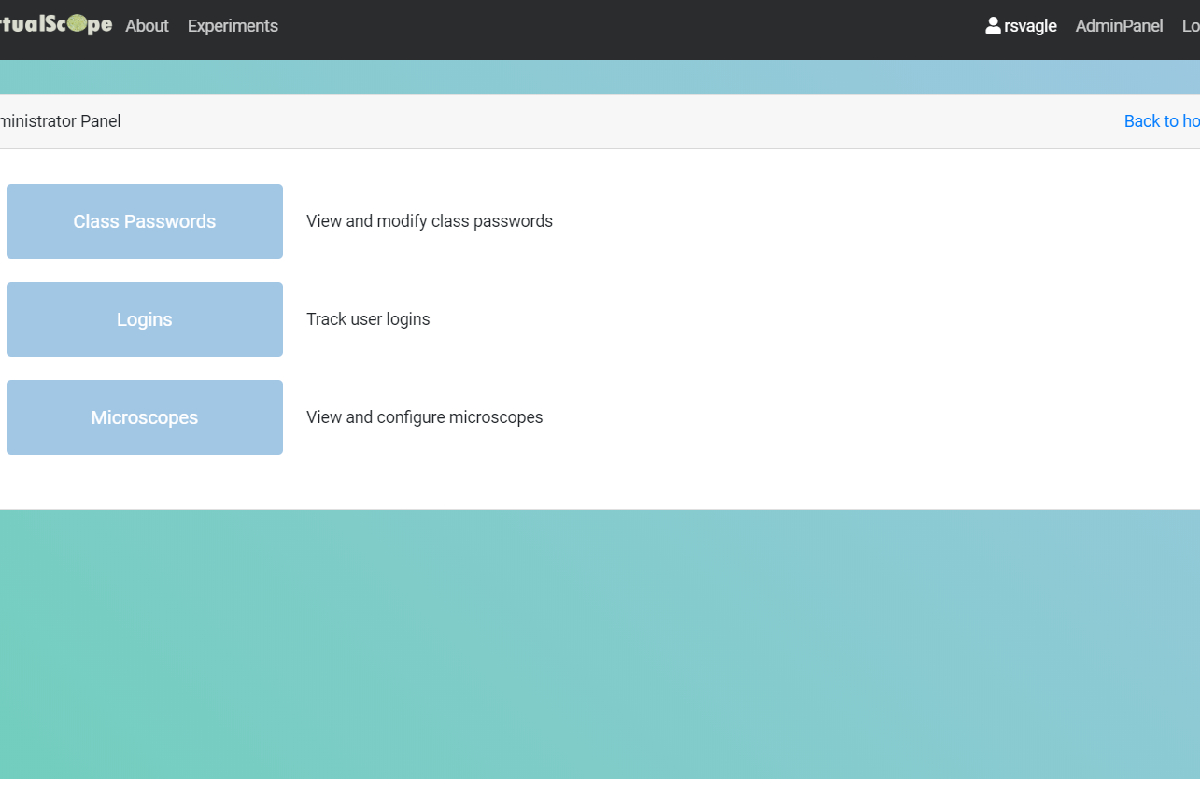 rtualScope About Experiments rsvagle AdminPanel Lo
ministrator Panel Back to ho
Class Passwords View and modify class passwords
Logins Track user logins
Microscopes View and configure microscopes